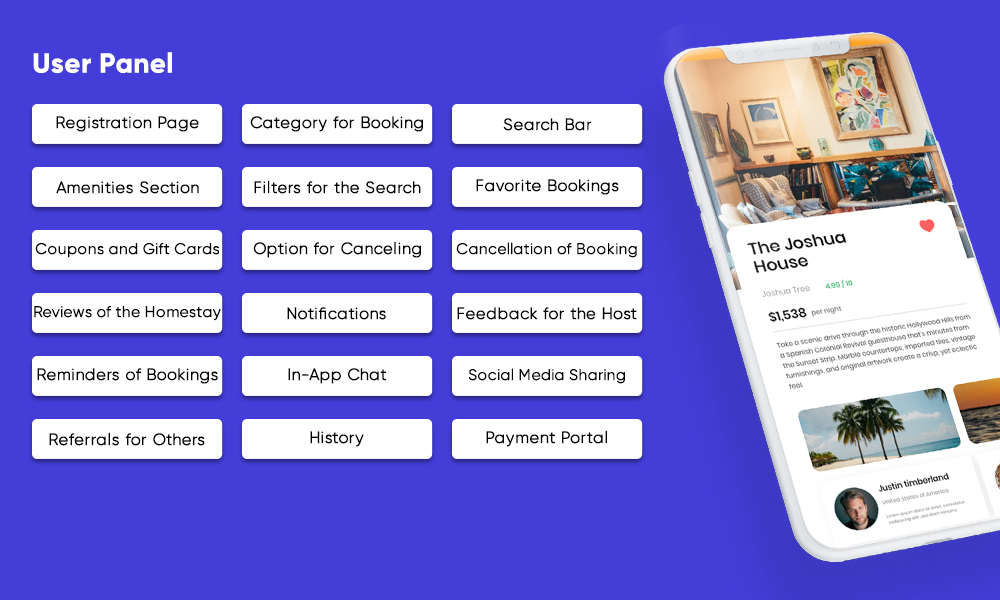 User Panel
Registration Page
Category for Booking
Search Bar
Amenities Section
Filters for the Search
Favorite Bookings
Coupons and Gift Cards
Option for Canceling
Cancellation of Booking
Reviews of the Homestay
Notifications
Feedback for the Host
Reminders of Bookings
In-App Chat
Social Media Sharing
Referrals for Others
History
Payment Portal
The Joshua
House
Joshua Tree 4.99 / 10
$1,538 per night
Take a scenic drive through the historic Hollywood Hills from
a Spanish Colonial Revival guesthouse that's minutes from
the Sunset Strip. Marble countertops, imported tiles, vintage
furnishings, and original artwork create a crisp, yet eclectic
feel.
Justin timberland
United States of America
Lorem ipsum dolor sit amet, consectetur